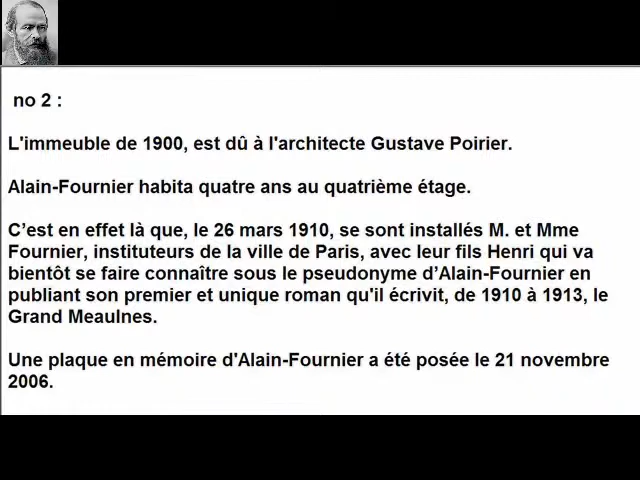 no 2 :
L'immeuble de 1900, est dû à l'architecte Gustave Poirier.
Alain-Fournier habita quatre ans au quatrième étage.
C’est en effet là que, le 26 mars 1910, se sont installés M. et Mme
Fournier, instituteurs de la ville de Paris, avec leur fils Henri qui va
bientôt se faire connaître sous le pseudonyme d’Alain-Fournier en
publiant son premier et unique roman qu'il écrivit, de 1910 à 1913, le
Grand Meaulnes.
Une plaque en mémoire d'Alain-Fournier a été posée le 21 novembre
2006.